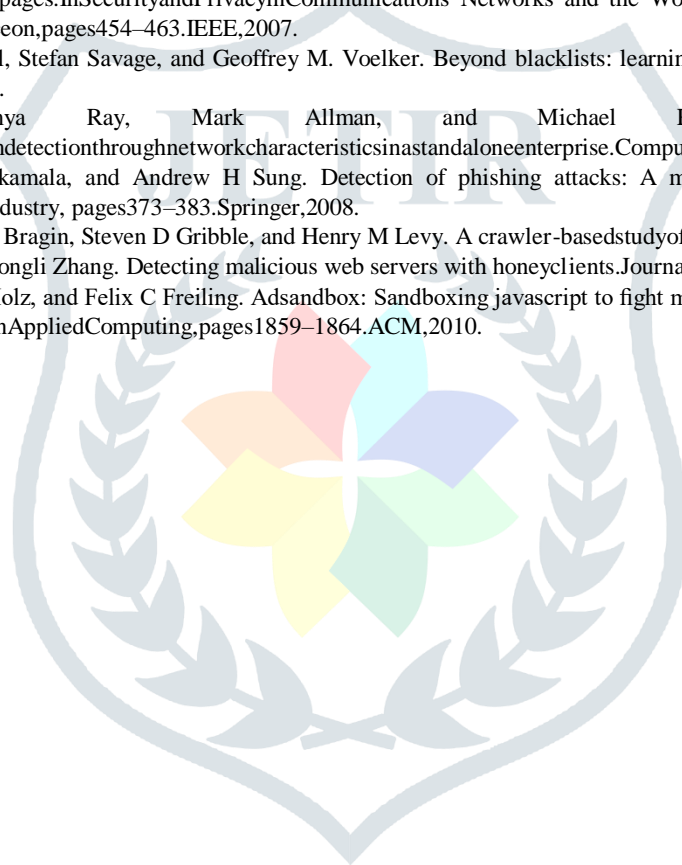 pages.InSecurityandPrivacyinCommunications Networks and the Wo
eon,pages454–463.IEEE,2007.
l, Stefan Savage, and Geoffrey M. Voelker. Beyond blacklists: learnin
.
nya Ray, Mark Allman, and Michael
ndetectionthroughnetworkcharacteristicsinastandaloneenterprise.Compu
kamala, and Andrew H Sung. Detection of phishing attacks: A m
ndustry, pages373–383.Springer,2008.
Bragin, Steven D Gribble, and Henry M Levy. A crawler-basedstudyof
ongli Zhang. Detecting malicious web servers with honeyclients.Journa
Holz, and Felix C Freiling. Adsandbox: Sandboxing javascript to fight m
nAppliedComputing,pages1859–1864.ACM,2010.
JETIR